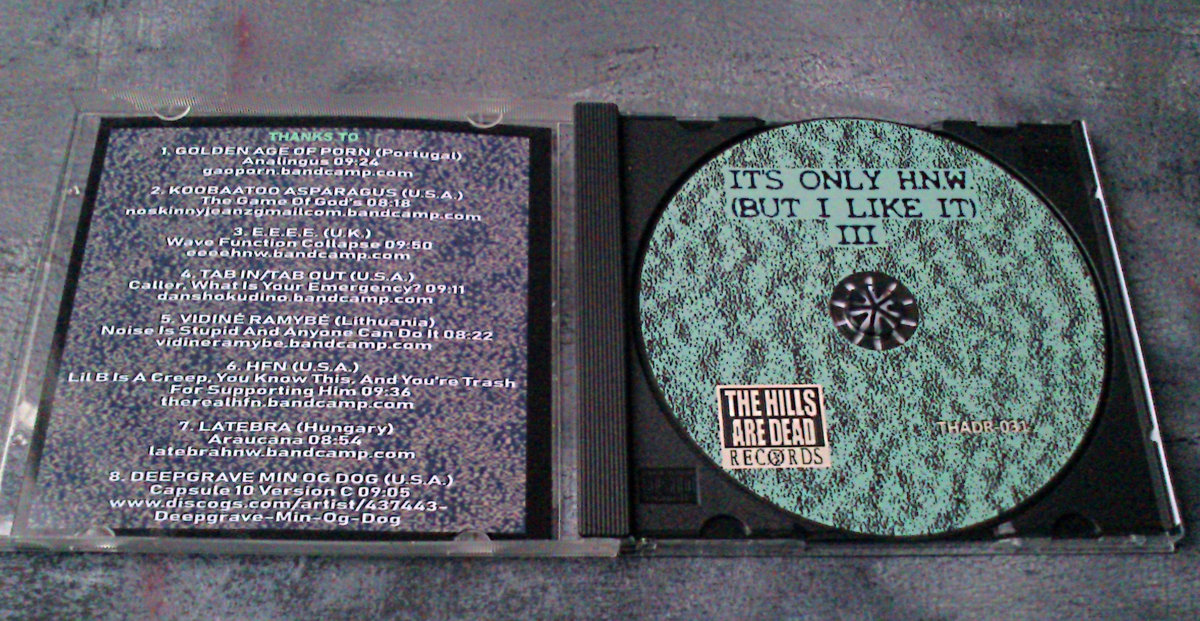 THANKS TO
1. GOLDEN AGE OF PORN (Portugal)
Analingus 09:24
gaoporn.bandcamp.com
2. KOOBAATOO ASPARAGUS (U.S.A.)
The Game Of God's 08:18
noskinnyjeanzgmailcom.bandcamp.com
3. E.E.E.E. (U.K.)
Wave Function Collapse 09:50
eeeehnw.bandcamp.com
4. TAB IN/TAB OUT (U.S.A.)
Caller, What Is Your Emergency? 09:11
danshokudino.bandcamp.com
5. VIDINĖ RAMYBĖ (Lithuania)
Noise Is Stupid And Anyone Can Do It 08:22
vidineramybe.bandcamp.com
6. HFN (U.S.A.)
Lil B Is A Creep, You Know This, And You're Trash
For Supporting Him 09:36
therealhfn.bandcamp.com
7. LATEBRA (Hungary)
Araucana 08:54
latebrahnw.bandcamp.com
8. DEEPGRAVE MIN OG DOG (U.S.A.)
Capsule 10 Version C 09:05
www.discogs.com/artist/437443-
Deepgrave-Min-Og-Dog
IT'S ONLY H.N.W.
(BUT I LIKE IT)
III
THE HILLS
ARE DEAD
RECORDS
THADR-031